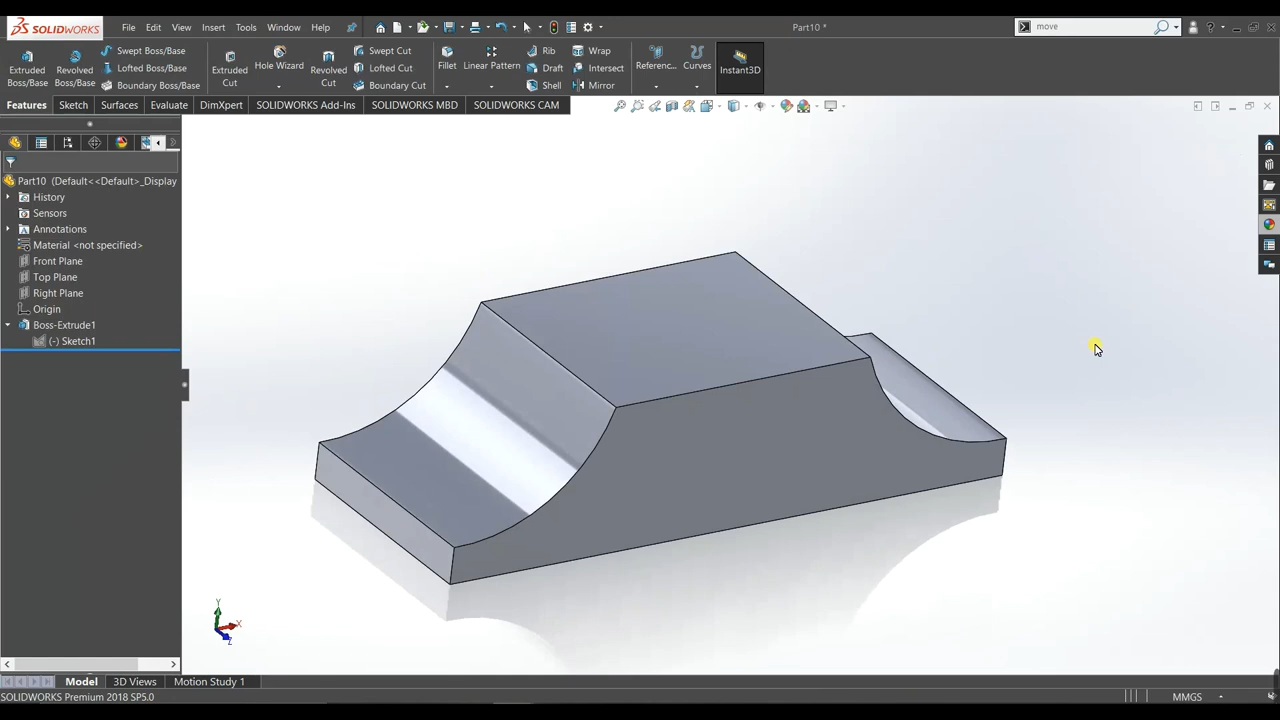 SOLIDWORKS File Edit View Insert Tools Window Help Part10 * move
Extruded Boss/Base
Revolved Boss/Base
Swept Boss/Base
Lofted Boss/Base
Boundary Boss/Base
Extruded Cut
Hole Wizard
Revolved Cut
Swept Cut
Lofted Cut
Boundary Cut
Fillet
Linear Pattern
Rib
Draft
Shell
Wrap
Intersect
Mirror
Referenc...
Curves
Instant3D
Features Sketch Surfaces Evaluate DimXpert SOLIDWORKS Add-Ins SOLIDWORKS MBD SOLIDWORKS CAM
Part10 (Default<<Default>_Display
History
Sensors
Annotations
Material <not specified>
Front Plane
Top Plane
Right Plane
Origin
Boss-Extrude1
(-) Sketch1
Y
X
Z
Model 3D Views Motion Study 1
SOLIDWORKS Premium 2018 SP5.0 MMGS